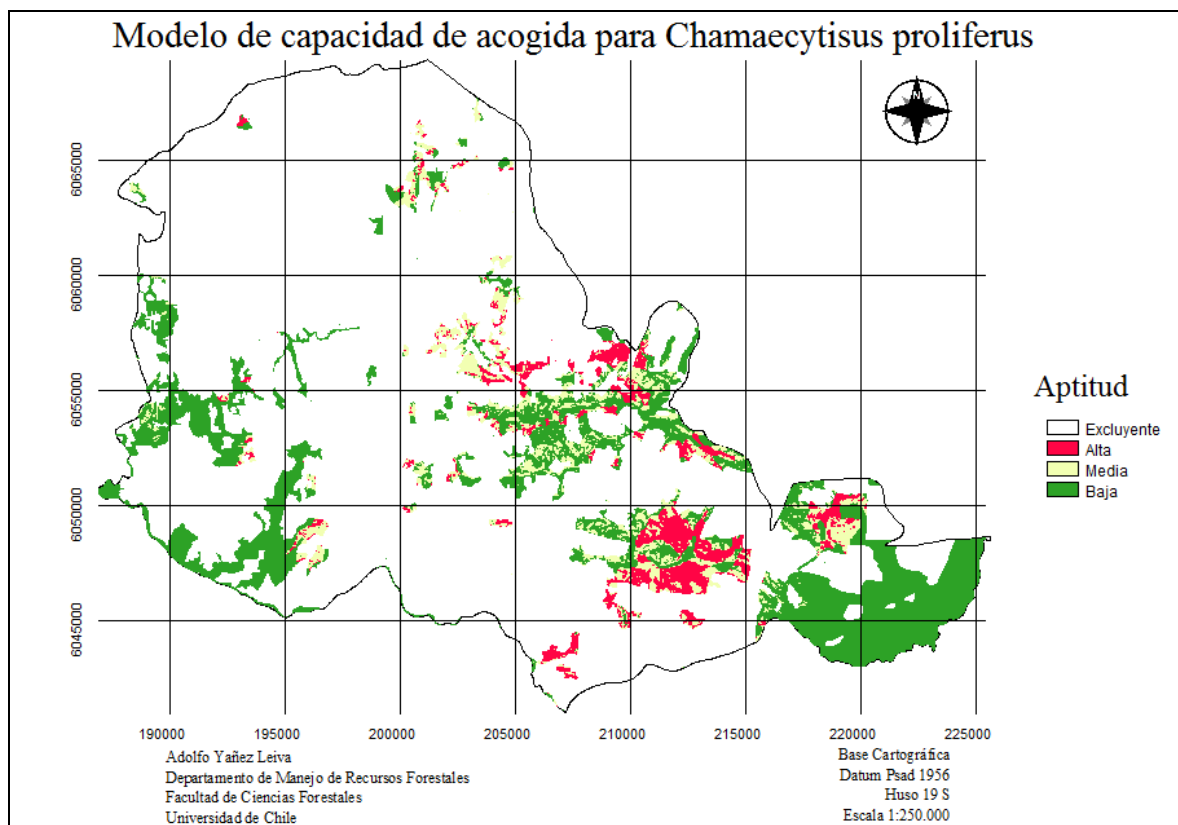 Modelo de capacidad de acogida para Chamaecytisus proliferus
6065000
6060000
6055000
6050000
6045000
Aptitud
Excluyente
Alta
Media
Baja
190000 195000 200000 205000 210000 215000 220000 225000
Adolfo Yañez Leiva
Departamento de Manejo de Recursos Forestales
Facultad de Ciencias Forestales
Universidad de Chile
Base Cartográfica
Datum Psad 1956
Huso 19 S
Escala 1:250.000